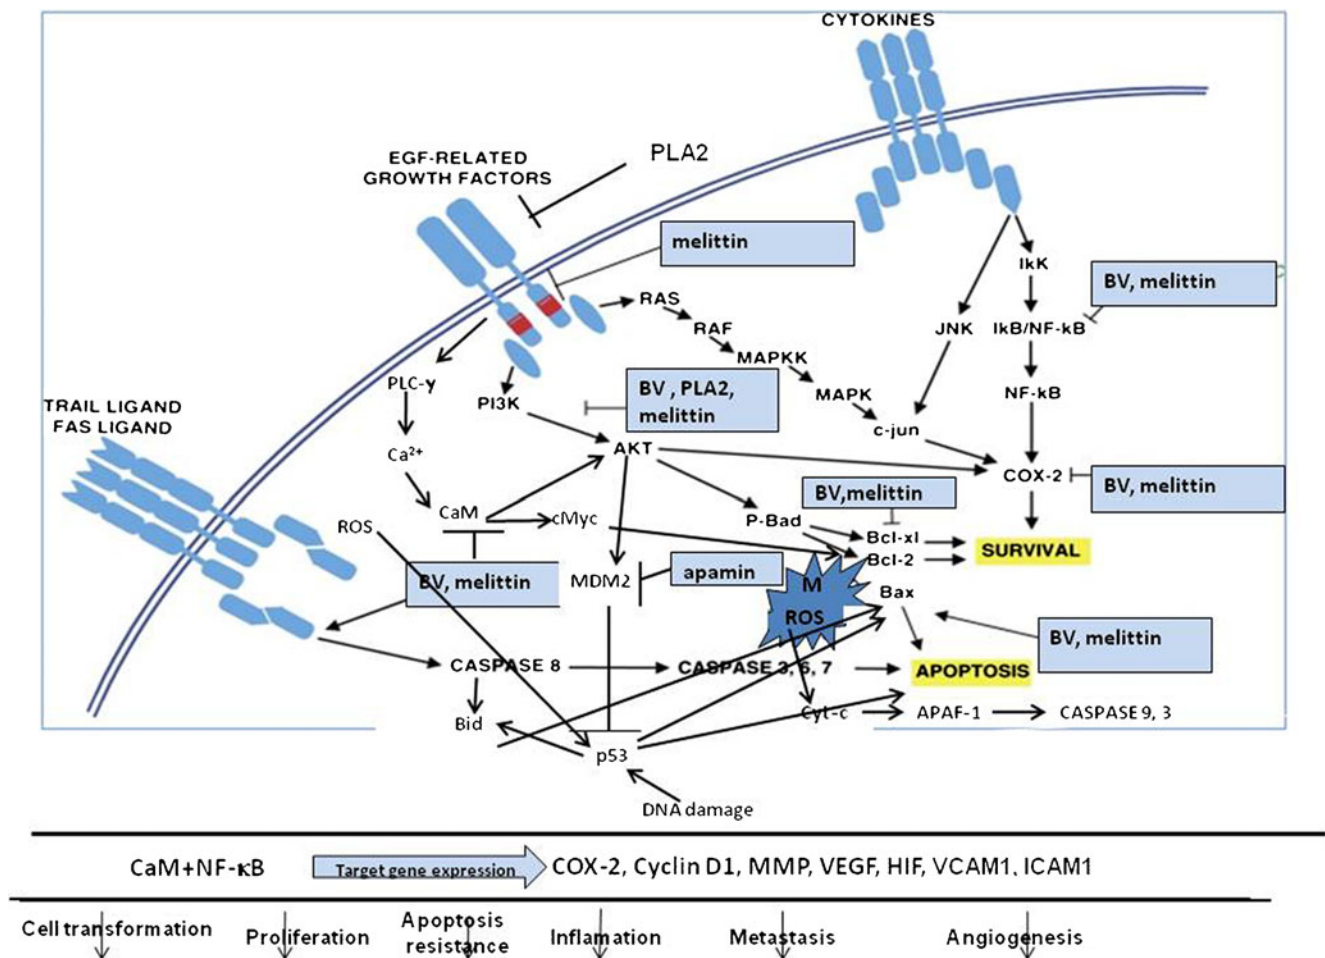 CYTOKINES
PLA2
EGF-RELATED
GROWTH FACTORS
melittin
IkK
BV, melittin
RAS
JNK
IkB/NF-kB
RAF
MAPKK
PLC-γ
BV , PLA2,
melittin
MAPK
NF-kB
TRAIL LIGAND
FAS LIGAND
PI3K
c-jun
Ca²⁺
AKT
COX-2
BV, melittin
BV,melittin
CaM
cMyc
P-Bad
ROS
Bcl-xl
Bcl-2
SURVIVAL
BV, melittin
MDM2
apamin
M
ROS
Bax
BV, melittin
CASPASE 8
CASPASE 3, 6, 7
APOPTOSIS
Bid
Cyt-c
APAF-1
CASPASE 9, 3
p53
DNA damage
CaM+NF-κB
Target gene expression
COX-2, Cyclin D1, MMP, VEGF, HIF, VCAM1, ICAM1
Cell transformation
Proliferation
Apoptosis
resistance
Inflamation
Metastasis
Angiogenesis